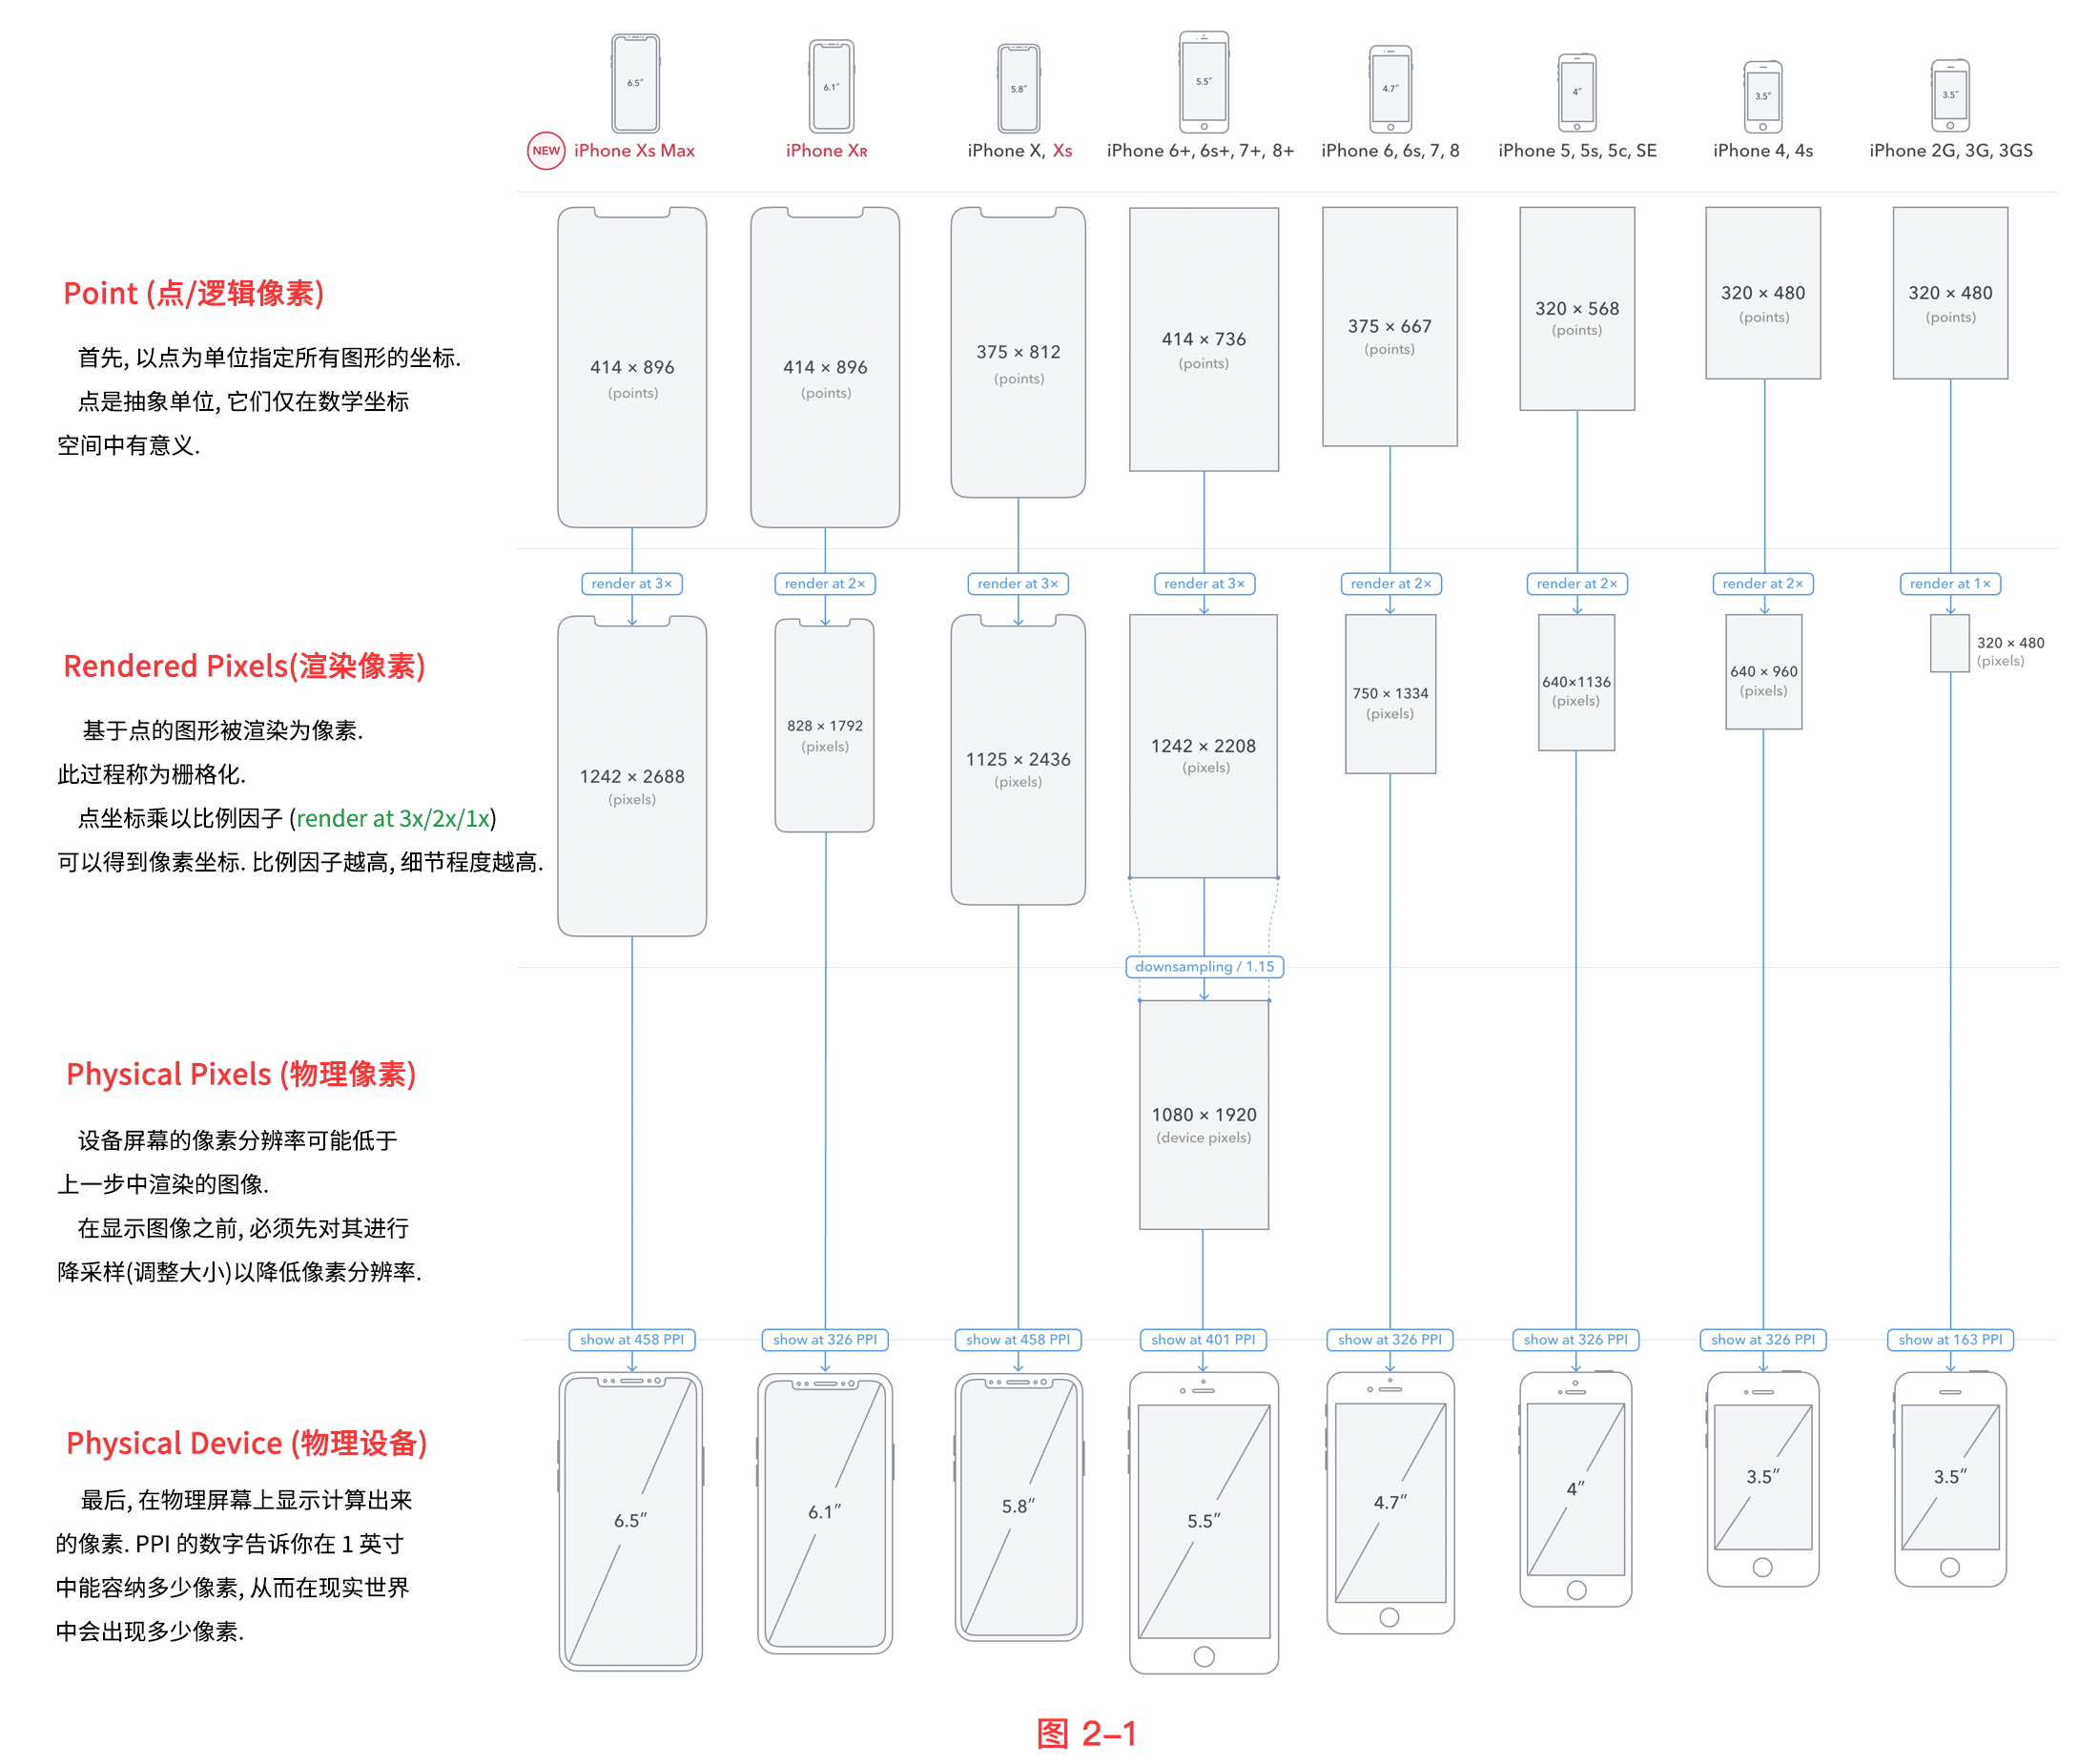 6.5”
6.1”
5.8”
5.5”
4.7”
4”
3.5”
3.5”
NEW
iPhone Xs Max
iPhone XR
iPhone X, Xs
iPhone 6+, 6s+, 7+, 8+
iPhone 6, 6s, 7, 8
iPhone 5, 5s, 5c, SE
iPhone 4, 4s
iPhone 2G, 3G, 3GS
Point (点/逻辑像素)
首先, 以点为单位指定所有图形的坐标.
点是抽象单位, 它们仅在数学坐标
空间中有意义.
414 × 896
(points)
414 × 896
(points)
375 × 812
(points)
414 × 736
(points)
375 × 667
(points)
320 × 568
(points)
320 × 480
(points)
320 × 480
(points)
render at 3×
render at 2×
render at 3×
render at 3×
render at 2×
render at 2×
render at 2×
render at 1×
Rendered Pixels(渲染像素)
基于点的图形被渲染为像素.
此过程称为栅格化.
点坐标乘以比例因子 (render at 3x/2x/1x)
可以得到像素坐标. 比例因子越高, 细节程度越高.
1242 × 2688
(pixels)
828 × 1792
(pixels)
1125 × 2436
(pixels)
1242 × 2208
(pixels)
750 × 1334
(pixels)
640×1136
(pixels)
640 × 960
(pixels)
320 × 480
(pixels)
downsampling / 1.15
Physical Pixels (物理像素)
设备屏幕的像素分辨率可能低于
上一步中渲染的图像.
在显示图像之前, 必须先对其进行
降采样(调整大小)以降低像素分辨率.
1080 × 1920
(device pixels)
show at 458 PPI
show at 326 PPI
show at 458 PPI
show at 401 PPI
show at 326 PPI
show at 326 PPI
show at 326 PPI
show at 163 PPI
Physical Device (物理设备)
最后, 在物理屏幕上显示计算出来
的像素. PPI 的数字告诉你在 1 英寸
中能容纳多少像素, 从而在现实世界
中会出现多少像素.
6.5”
6.1”
5.8”
5.5”
4.7”
4”
3.5”
3.5”
图 2–1